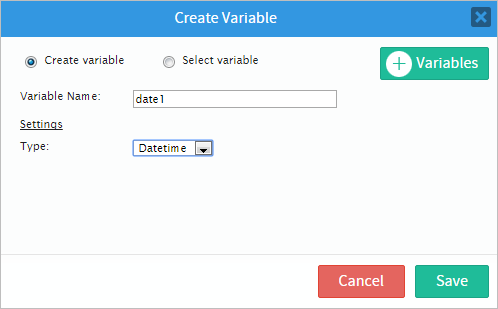 Create Variable
Create variable Select variable Variables
Variable Name: date1
Settings
Type: Datetime
Cancel Save